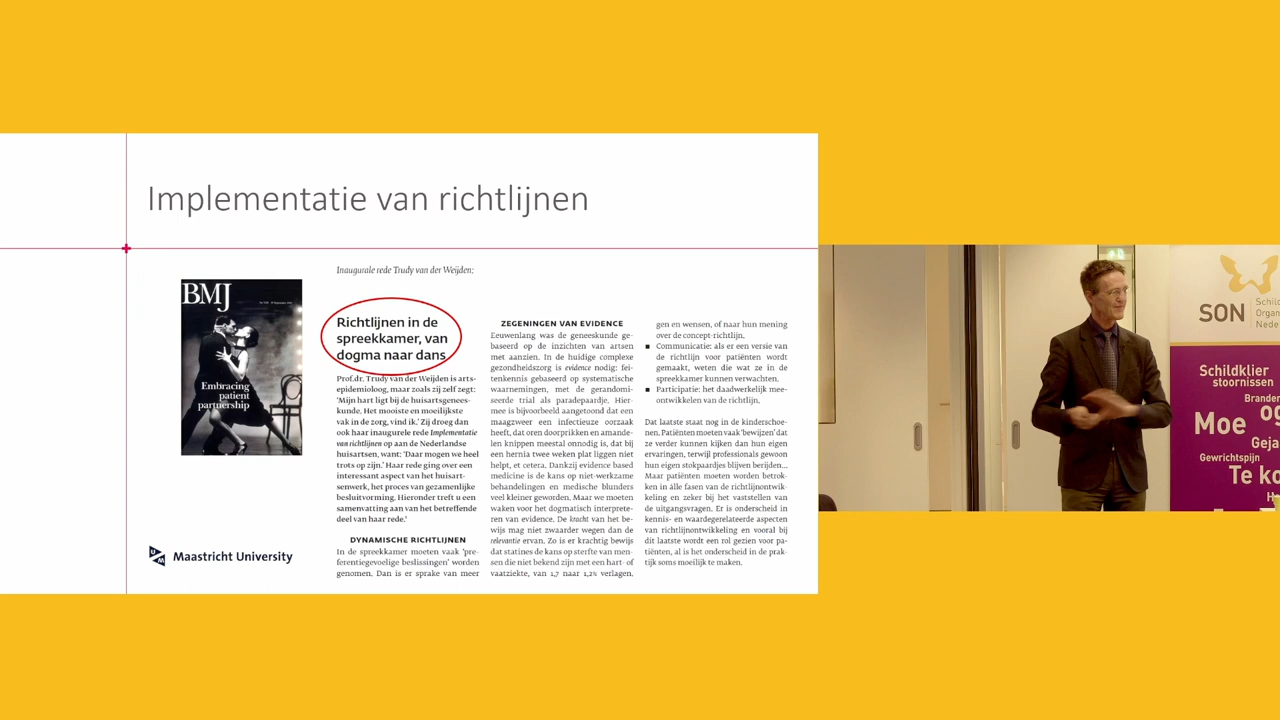 Implementatie van richtlijnen
BMJ
Embracing
patient
partnership
Maastricht University
Inaugurale rede Trudy van der Weijden:
Richtlijnen in de
spreekkamer, van
dogma naar dans
Prof.dr. Trudy van der Weijden is arts-
epidemioloog, maar zoals zij zelf zegt:
'Mijn hart ligt bij de huisartsgenees-
kunde. Het mooiste en moeilijkste
vak in de zorg, vind ik.' Zij droeg dan
ook haar inaugurele rede Implementatie
van richtlijnen op aan de Nederlandse
huisartsen, want: 'Daar mogen we heel
trots op zijn.' Haar rede ging over een
interessant aspect van het huisart-
senwerk, het proces van gezamenlijke
besluitvorming. Hieronder treft u een
samenvatting aan van het betreffende
deel van haar rede.'
DYNAMISCHE RICHTLIJNEN
In de spreekkamer moeten vaak 'pre-
ferentiegevoelige beslissingen' worden
genomen. Dan is er sprake van meer
ZEGENINGEN VAN EVIDENCE
Eeuwenlang was de geneeskunde ge-
baseerd op de inzichten van artsen
met aanzien. In de huidige complexe
gezondheidszorg is evidence nodig: fei-
tenkennis gebaseerd op systematische
waarnemingen, met de gerandomi-
seerde trial als paradepaardje. Hier-
mee is bijvoorbeeld aangetoond dat een
maagzweer een infectieuze oorzaak
heeft, dat oren doorprikken en amande-
len knippen meestal onnodig is, dat bij
een hernia twee weken plat liggen niet
helpt, et cetera. Dankzij evidence based
medicine is de kans op niet-werkzame
behandelingen en medische blunders
veel kleiner geworden. Maar we moeten
waken voor het dogmatisch interprete-
ren van evidence. De kracht van het be-
wijs mag niet zwaarder wegen dan de
relevantie ervan. Zo is er krachtig bewijs
dat statines de kans op sterfte van men-
sen die niet bekend zijn met een hart- of
vaatziekte, van 1,7 naar 1,2% verlagen.
gen en wensen, of naar hun mening
over de concept-richtlijn.
■ Communicatie: als er een versie van
de richtlijn voor patiënten wordt
gemaakt, weten die wat ze in de
spreekkamer kunnen verwachten.
■ Participatie: het daadwerkelijk mee-
ontwikkelen van de richtlijn.
Dat laatste staat nog in de kinderschoe-
nen. Patiënten moeten vaak 'bewijzen' dat
ze verder kunnen kijken dan hun eigen
ervaringen, terwijl professionals gewoon
hun eigen stokpaardjes blijven berijden...
Maar patiënten moeten worden betrok-
ken in álle fasen van de richtlijnontwik-
keling en zeker bij het vaststellen van
de uitgangsvragen. Er is onderscheid in
kennis- en waardegerelateerde aspecten
van richtlijnontwikkeling en vooral bij
dit laatste wordt een rol gezien voor pa-
tiënten, al is het onderscheid in de prak-
tijk soms moeilijk te maken.
SON
Schild
Organ
Nede
Schildklier
stoornissen
Brander
Moe
og
Geja
Gewrichtspijn
Te ko